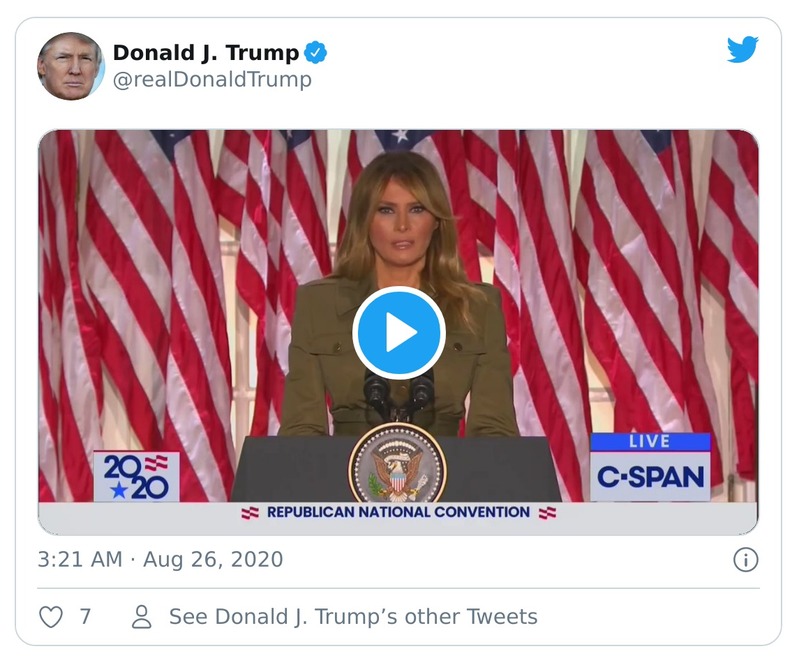 Donald J. Trump
@realDonaldTrump
2020
LIVE
C-SPAN
REPUBLICAN NATIONAL CONVENTION
3:21 AM · Aug 26, 2020
7
See Donald J. Trump’s other Tweets